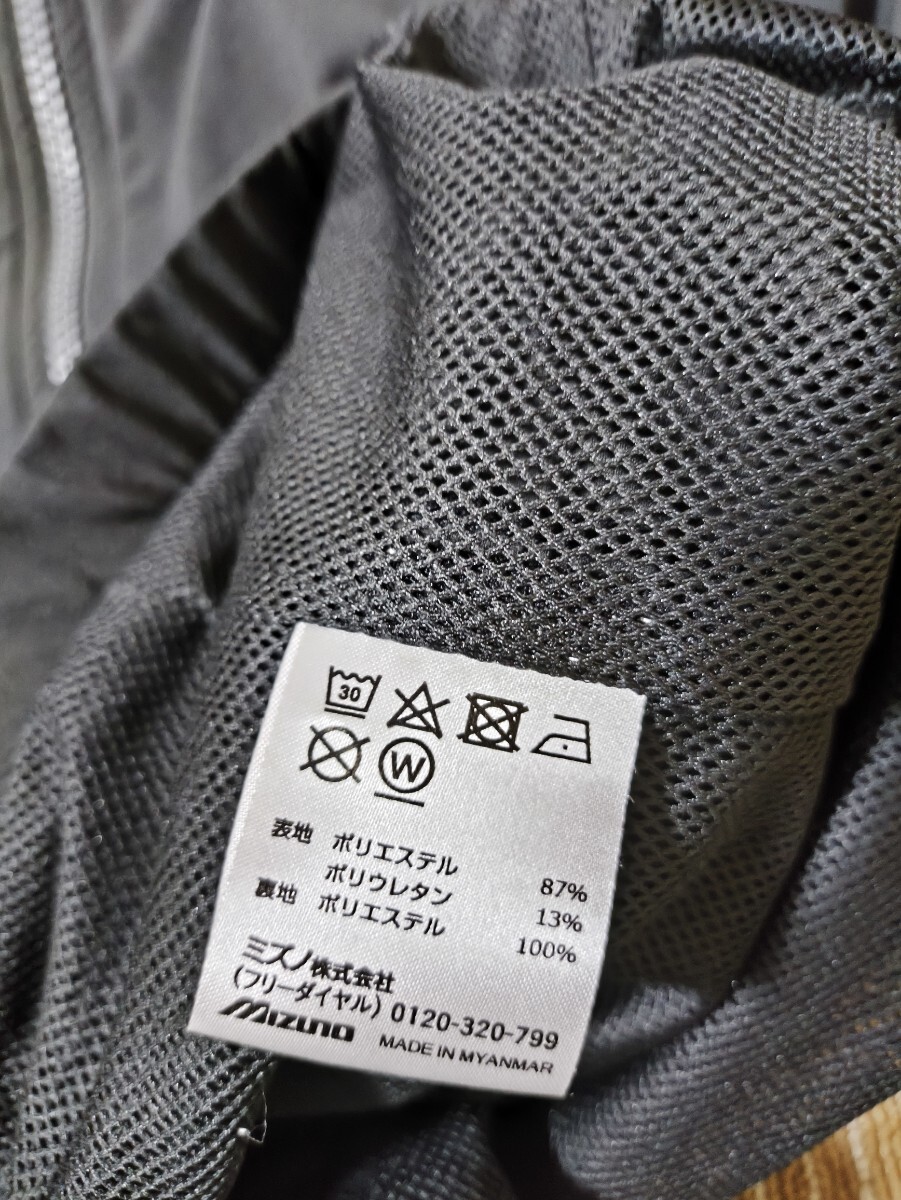 30
W
表地 ポリエステル 87%
ポリウレタン 13%
裏地 ポリエステル 100%
ミズノ株式会社
(フリーダイヤル) 0120-320-799
MIZUNO MADE IN MYANMAR